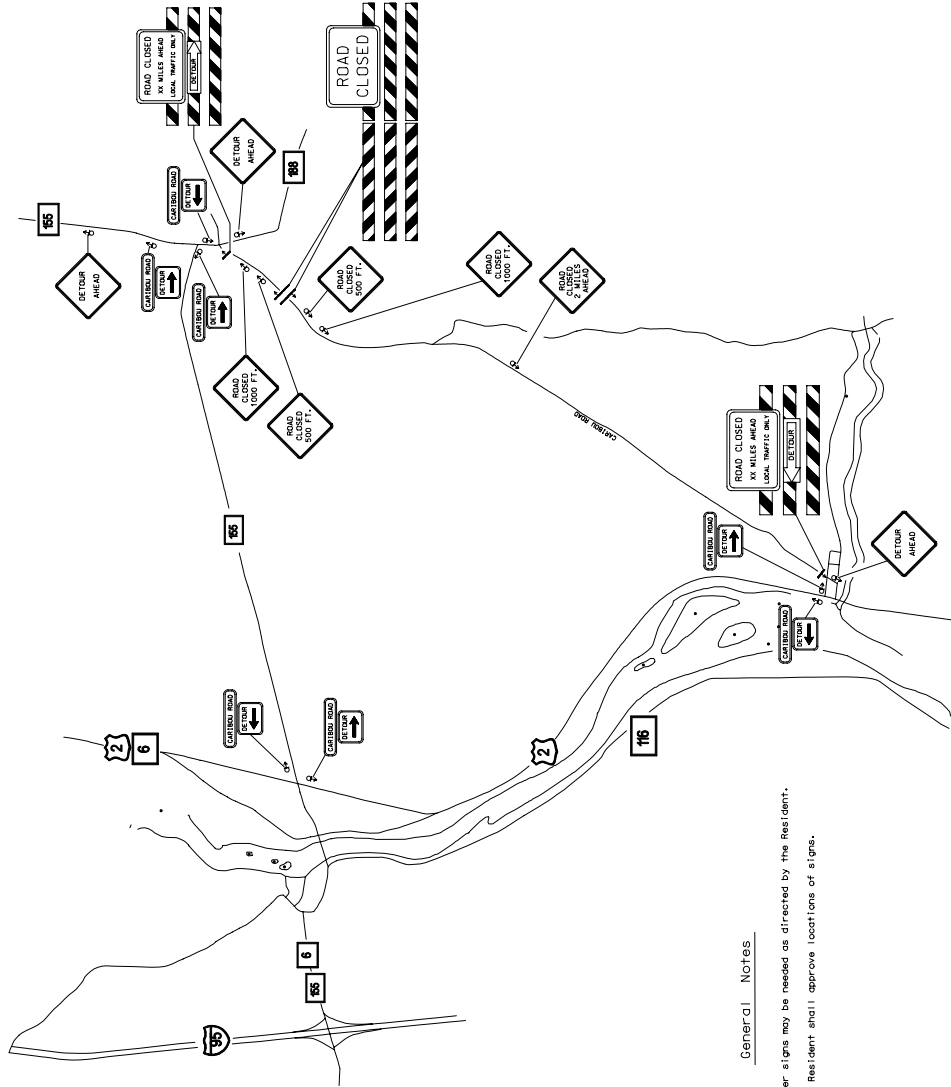 ROAD CLOSED
XX MILES AHEAD
LOCAL TRAFFIC ONLY
DETOUR
ROAD
CLOSED
DETOUR
AHEAD
188
155
CARIBOU ROAD
DETOUR
DETOUR
AHEAD
CARIBOU ROAD
DETOUR
CARIBOU ROAD
DETOUR
ROAD
CLOSED
500 FT.
ROAD
CLOSED
1000 FT.
ROAD
CLOSED
2 MILES
AHEAD
ROAD
CLOSED
1000 FT.
ROAD
CLOSED
500 FT.
CARIBOU ROAD
ROAD CLOSED
XX MILES AHEAD
LOCAL TRAFFIC ONLY
DETOUR
155
CARIBOU ROAD
DETOUR
DETOUR
AHEAD
CARIBOU ROAD
DETOUR
2
6
CARIBOU ROAD
DETOUR
CARIBOU ROAD
DETOUR
2
116
6
155
95
General Notes
er signs may be needed as directed by the Resident.
Resident shall approve locations of signs.